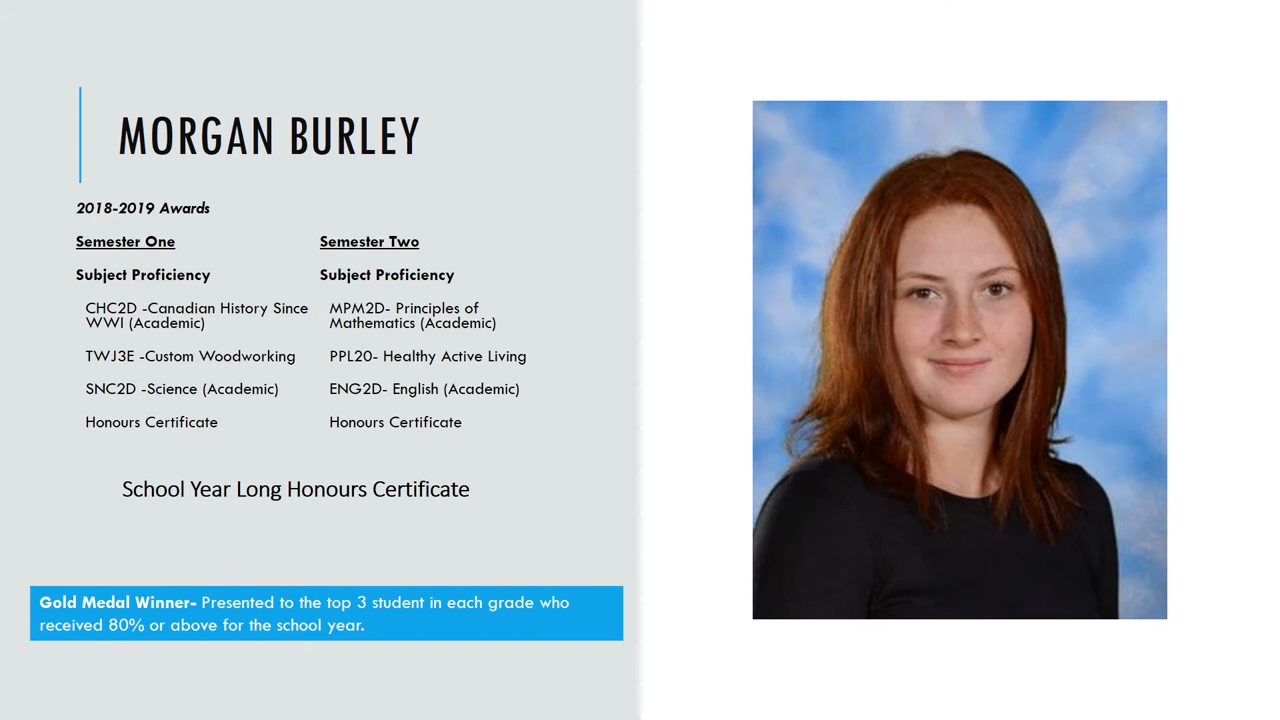 MORGAN BURLEY
2018-2019 Awards
Semester One
Subject Proficiency
CHC2D -Canadian History Since
WWI (Academic)
TWJ3E -Custom Woodworking
SNC2D -Science (Academic)
Honours Certificate
Semester Two
Subject Proficiency
MPM2D- Principles of
Mathematics (Academic)
PPL20- Healthy Active Living
ENG2D- English (Academic)
Honours Certificate
School Year Long Honours Certificate
Gold Medal Winner- Presented to the top 3 student in each grade who
received 80% or above for the school year.